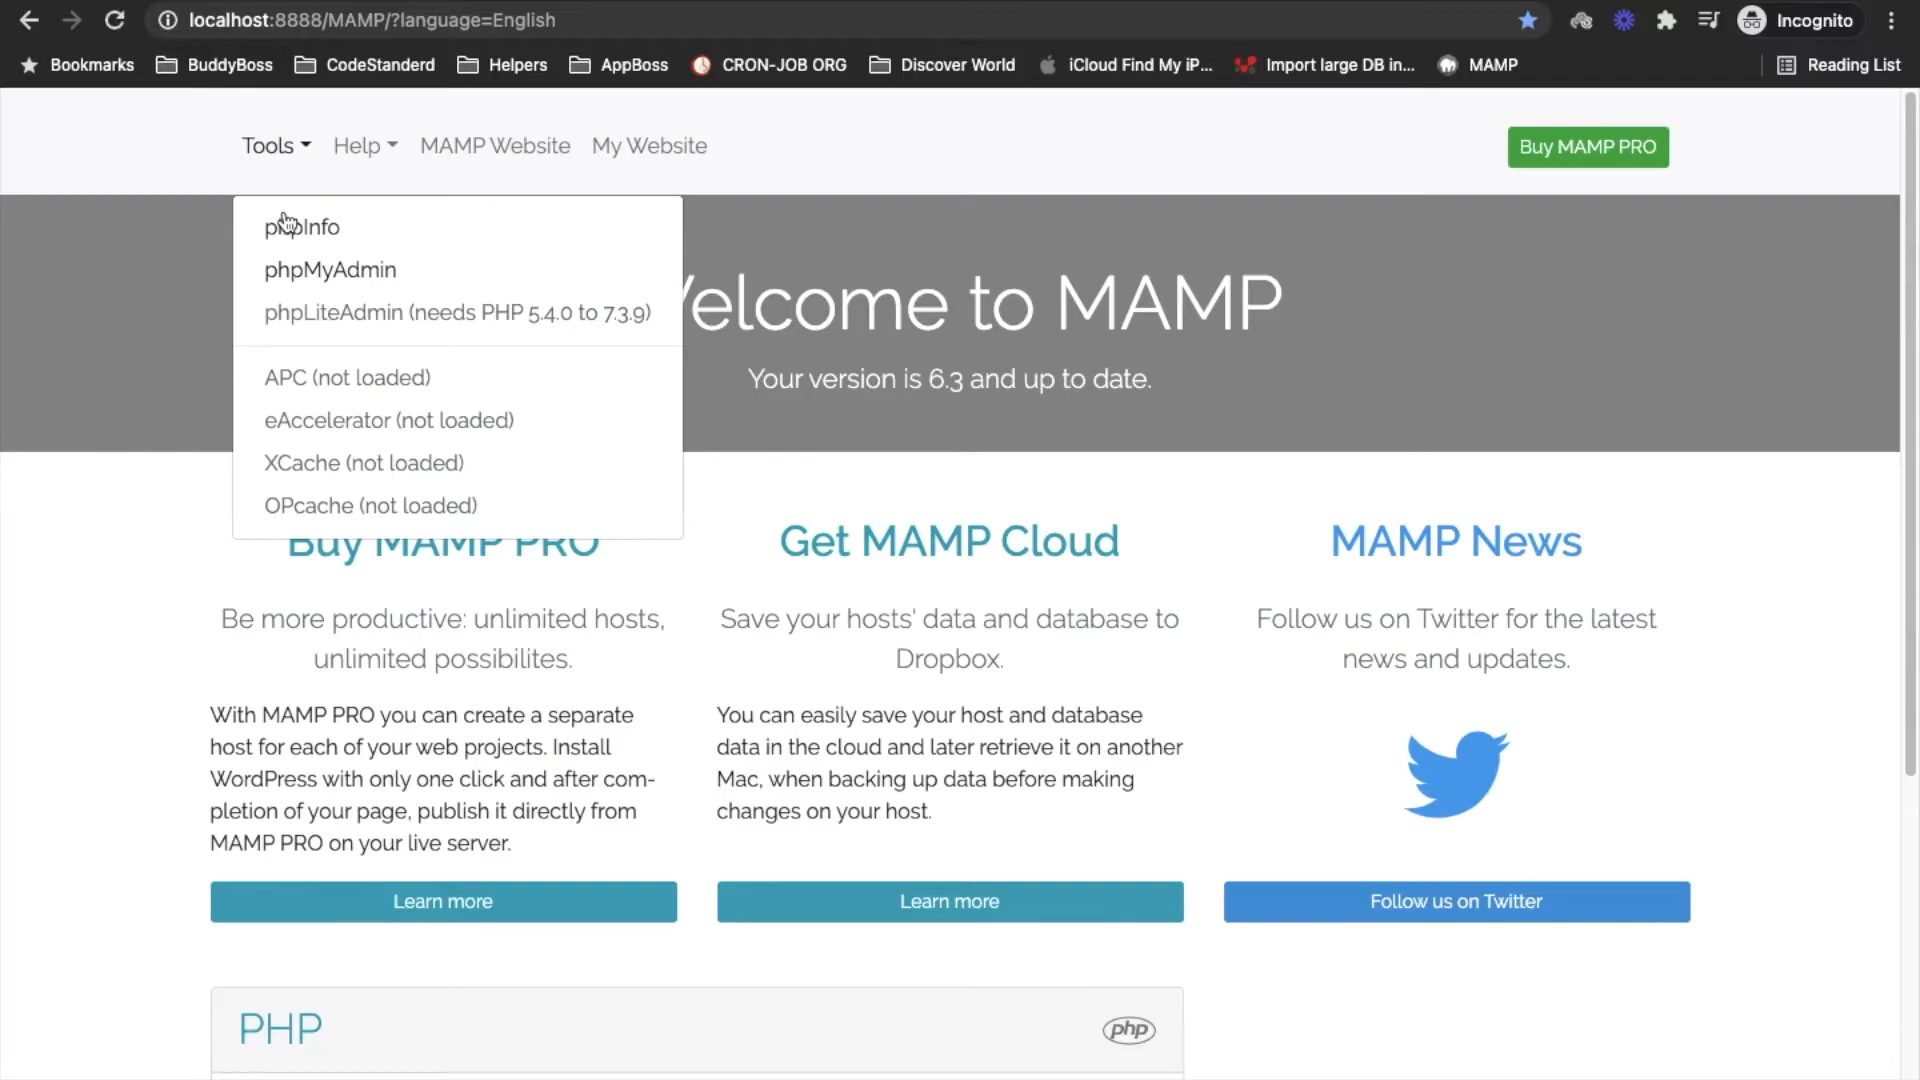 localhost:8888/MAMP/?language=English
Incognito
Bookmarks BuddyBoss CodeStanderd Helpers AppBoss CRON-JOB ORG Discover World iCloud Find My iP... Import large DB in... MAMP Reading List
Tools Help MAMP Website My Website Buy MAMP PRO
phpInfo
phpMyAdmin
phpLiteAdmin (needs PHP 5.4.0 to 7.3.9)
APC (not loaded)
eAccelerator (not loaded)
XCache (not loaded)
OPcache (not loaded)
Welcome to MAMP
Your version is 6.3 and up to date.
Buy MAMP PRO
Be more productive: unlimited hosts,
unlimited possibilites.
With MAMP PRO you can create a separate
host for each of your web projects. Install
WordPress with only one click and after com-
pletion of your page, publish it directly from
MAMP PRO on your live server.
Learn more
Get MAMP Cloud
Save your hosts' data and database to
Dropbox.
You can easily save your host and database
data in the cloud and later retrieve it on another
Mac, when backing up data before making
changes on your host.
Learn more
MAMP News
Follow us on Twitter for the latest
news and updates.
Follow us on Twitter
PHP
php